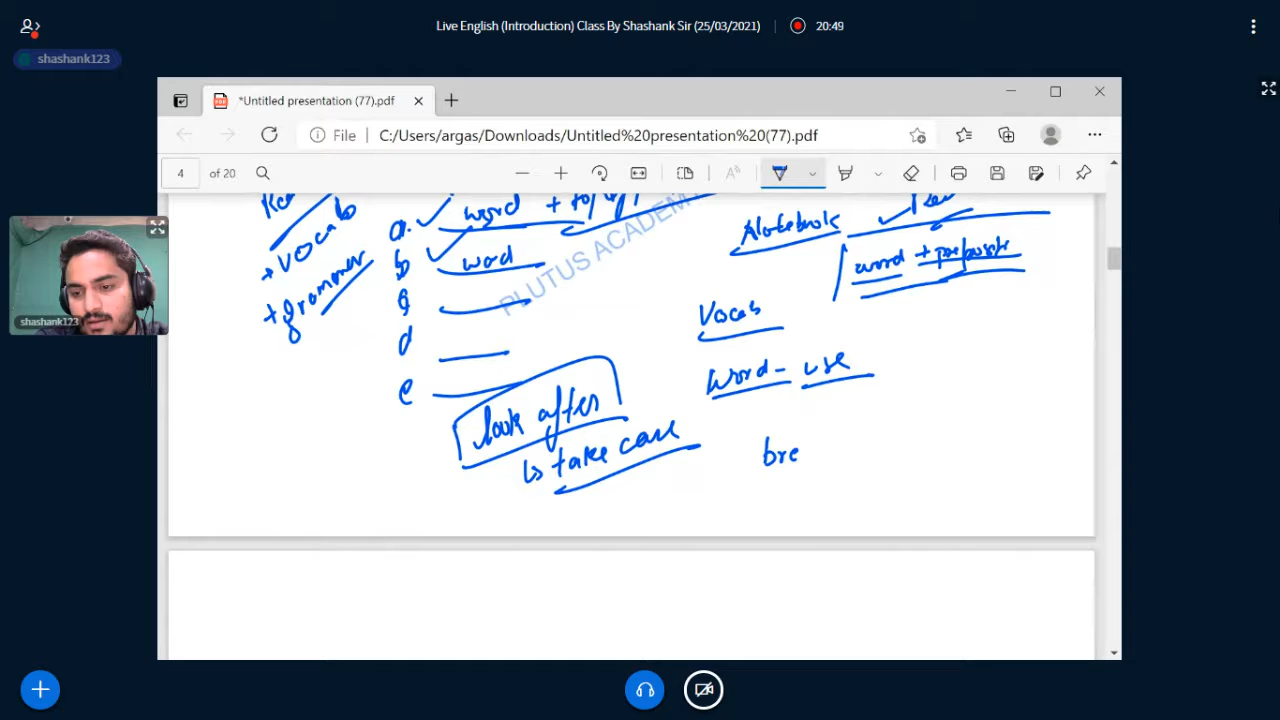 Live English (Introduction) Class By Shashank Sir (25/03/2021)
20:49
shashank123
*Untitled presentation (77).pdf
File
C:/Users/argas/Downloads/Untitled%20presentation%20(77).pdf
4 of 20
+ Vocab
+ grammer
a. word +
b word
c
d
e
PLUTUS ACADEMY
Notebook
word + preposite
Vocab
word - use
look after
↳ take care
bre
shashank123